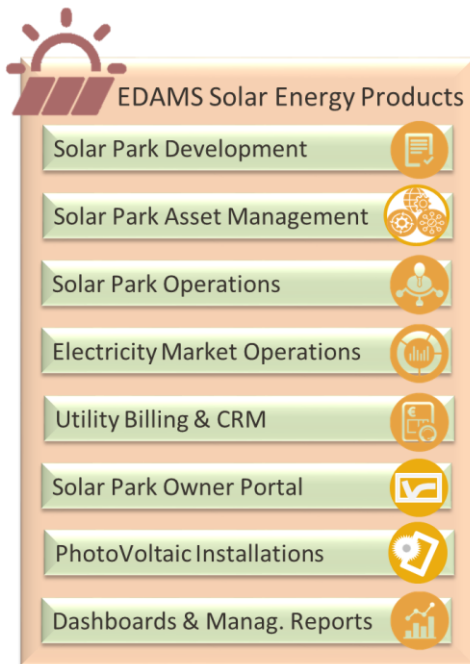 EDAMS Solar Energy Products
Solar Park Development
Solar Park Asset Management
Solar Park Operations
Electricity Market Operations
Utility Billing & CRM
€
Solar Park Owner Portal
PhotoVoltaic Installations
Dashboards & Manag. Reports